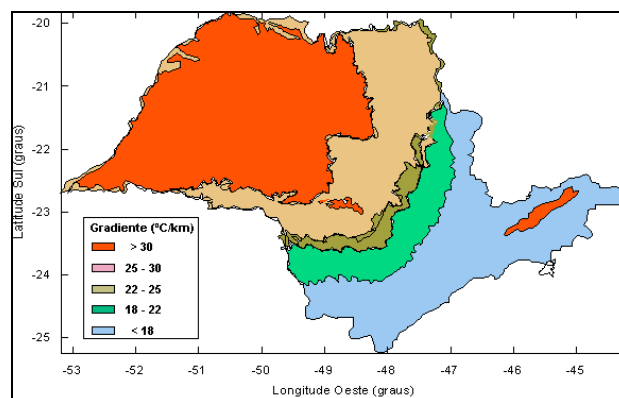 -20
-21
-22
-23
-24
-25
Latitude Sul (graus)
Gradiente (ºC/km)
> 30
25 - 30
22 - 25
18 - 22
< 18
-53 -52 -51 -50 -49 -48 -47 -46 -45
Longitude Oeste (graus)